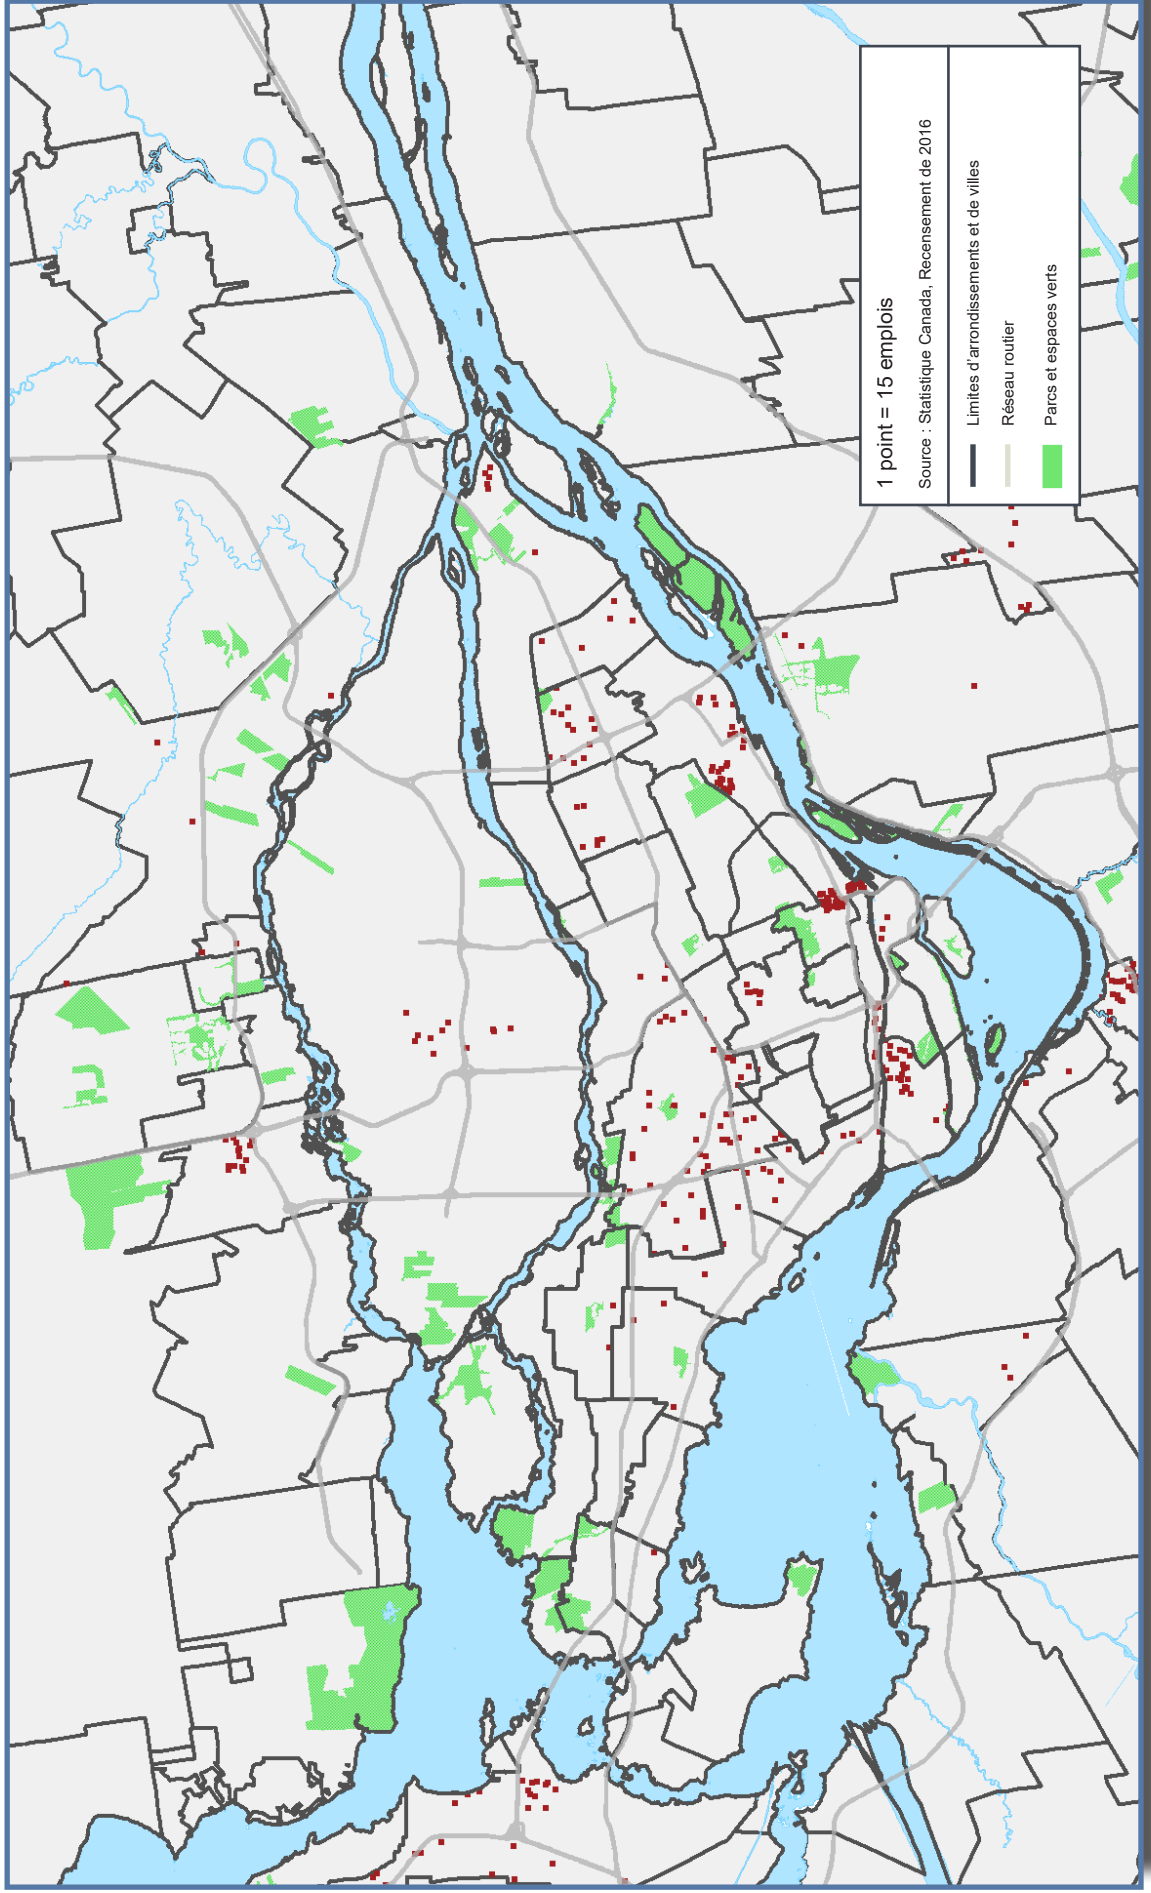 1 point = 15 emplois
Source : Statistique Canada, Recensement de 2016
Limites d'arrondissements et de villes
Réseau routier
Parcs et espaces verts